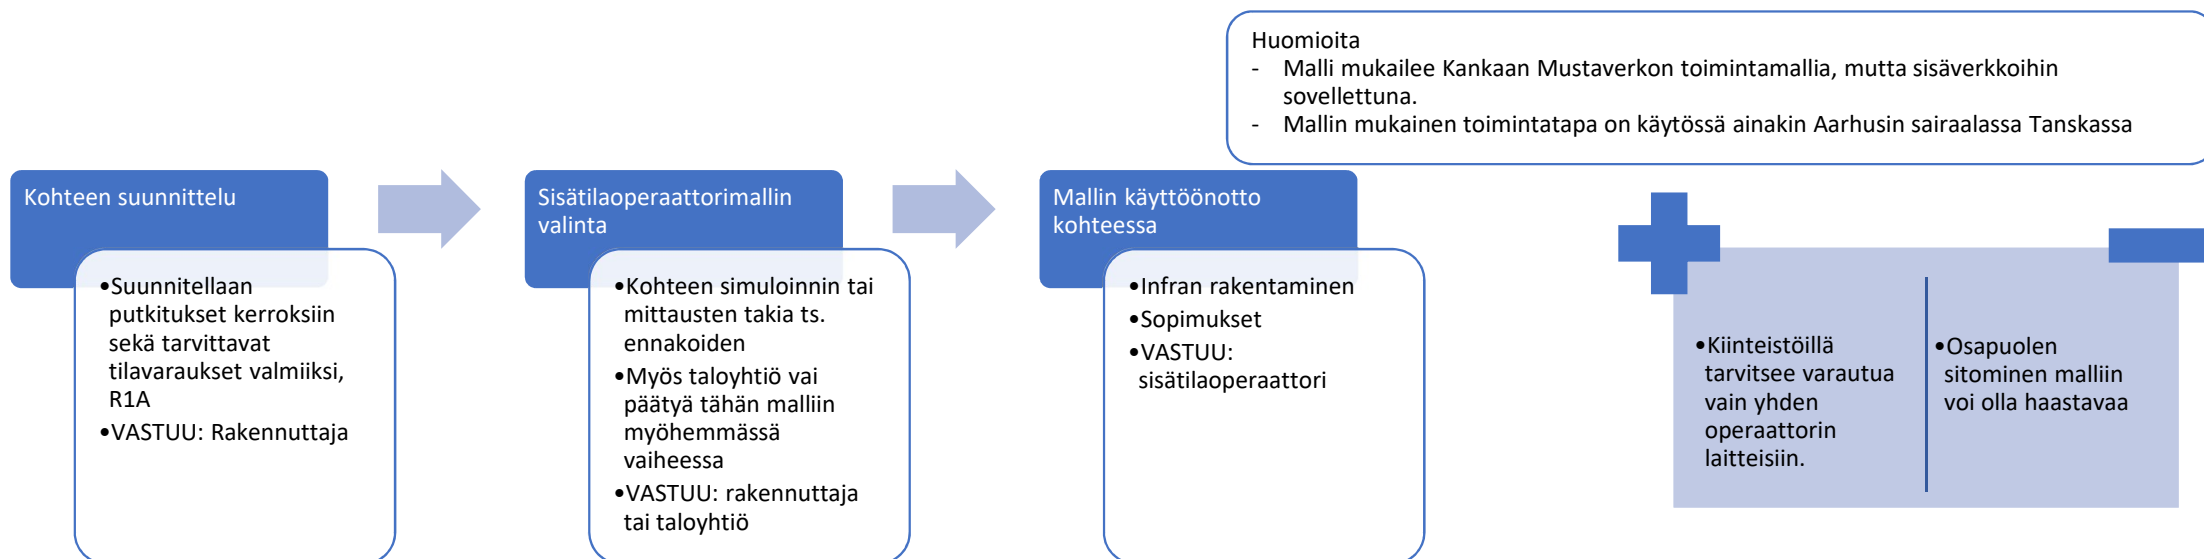 Huomioita
- Malli mukailee Kankaan Mustaverkon toimintamallia, mutta sisäverkkoihin
sovellettuna.
- Mallin mukainen toimintatapa on käytössä ainakin Aarhusin sairaalassa Tanskassa
Kohteen suunnittelu
•Suunnitellaan
putkitukset kerroksiin
sekä tarvittavat
tilavaraukset valmiiksi,
R1A
•VASTUU: Rakennuttaja
Sisätilaoperaattorimallin
valinta
•Kohteen simuloinnin tai
mittausten takia ts.
ennakoiden
•Myös taloyhtiö vai
päätyä tähän malliin
myöhemmässä
vaiheessa
•VASTUU: rakennuttaja
tai taloyhtiö
Mallin käyttöönotto
kohteessa
•Infran rakentaminen
•Sopimukset
•VASTUU:
sisätilaoperaattori
•Kiinteistöillä
tarvitsee varautua
vain yhden
operaattorin
laitteisiin.
•Osapuolen
sitominen malliin
voi olla haastavaa